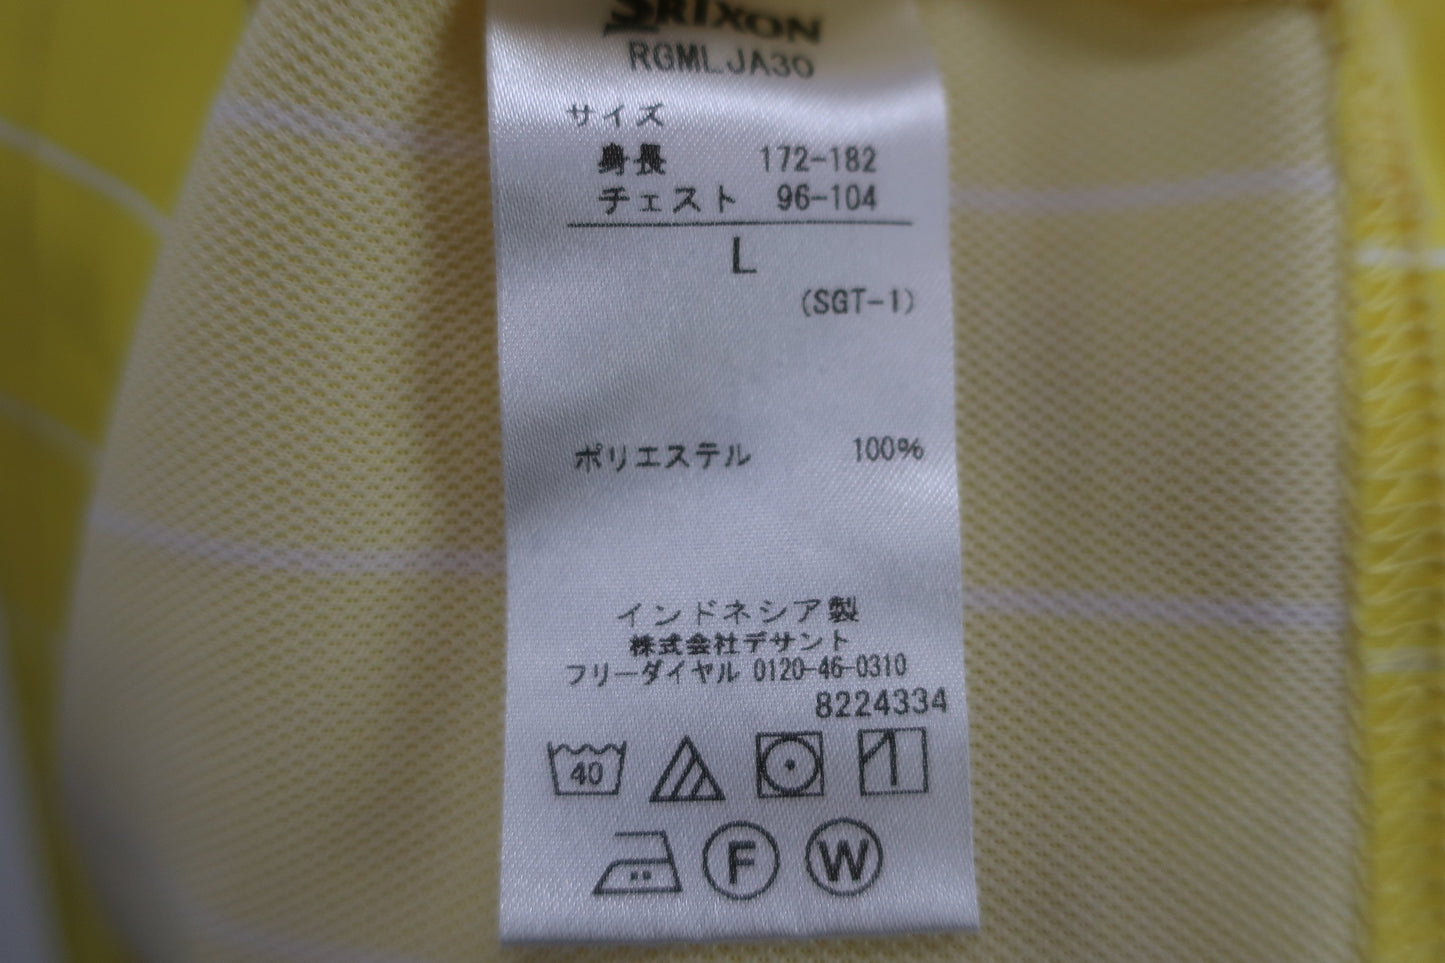 SRIXON
RGMLJA30
サイズ
身長 172-182
チェスト 96-104
L
(SGT-1)
ポリエステル 100%
インドネシア製
株式会社デサント
フリーダイヤル 0120-46-0310
8224334
40
F W